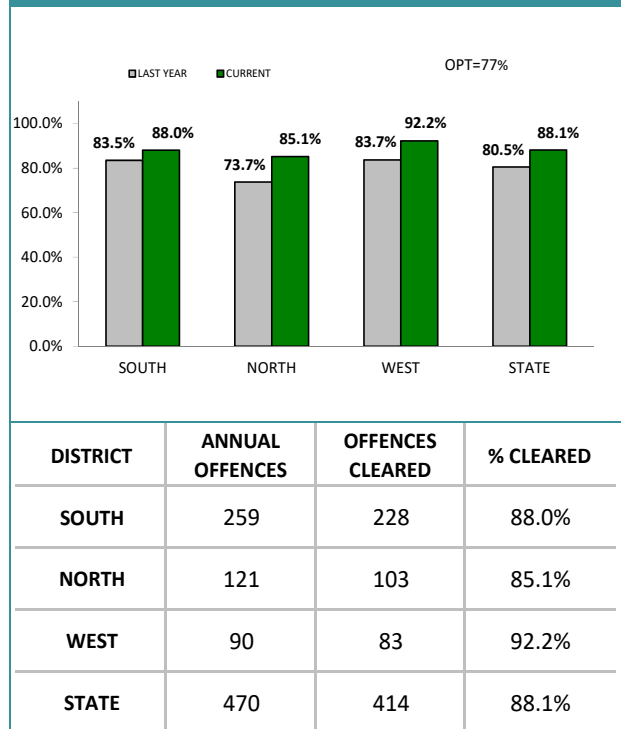 LAST YEAR CURRENT OPT=77%
100.0%
80.0%
60.0%
40.0%
20.0%
0.0%
83.5% 88.0% 73.7% 85.1% 83.7% 92.2% 80.5% 88.1%
SOUTH NORTH WEST STATE
DISTRICT ANNUAL OFFENCES OFFENCES CLEARED % CLEARED
SOUTH 259 228 88.0%
NORTH 121 103 85.1%
WEST 90 83 92.2%
STATE 470 414 88.1%